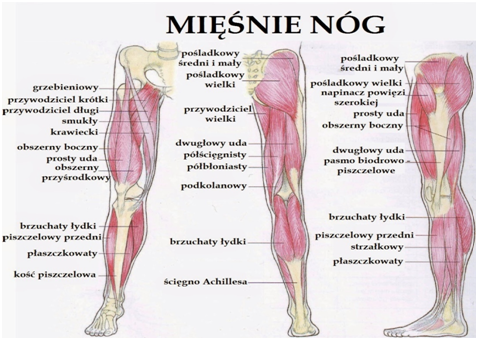 MIĘŚNIE NÓG
grzebieniowy
przywodziciel krótki
przywodziciel długi
smukły
krawiecki
obszerny boczny
prosty uda
obszerny
przyśrodkowy
brzuchaty łydki
piszczelowy przedni
płaszczkowaty
kość piszczelowa
pośladkowy
średni i mały
pośladkowy
wielki
przywodziciel
wielki
dwugłowy uda
półścięgnisty
półbłoniasty
podkolanowy
brzuchaty łydki
ścięgno Achillesa
pośladkowy
średni i mały
pośladkowy wielki
napinacz powięzi
szerokiej
prosty uda
obszerny boczny
dwugłowy uda
pasmo biodrowo -
piszczelowe
brzuchaty łydki
piszczelowy przedni
strzałkowy
płaszczkowaty